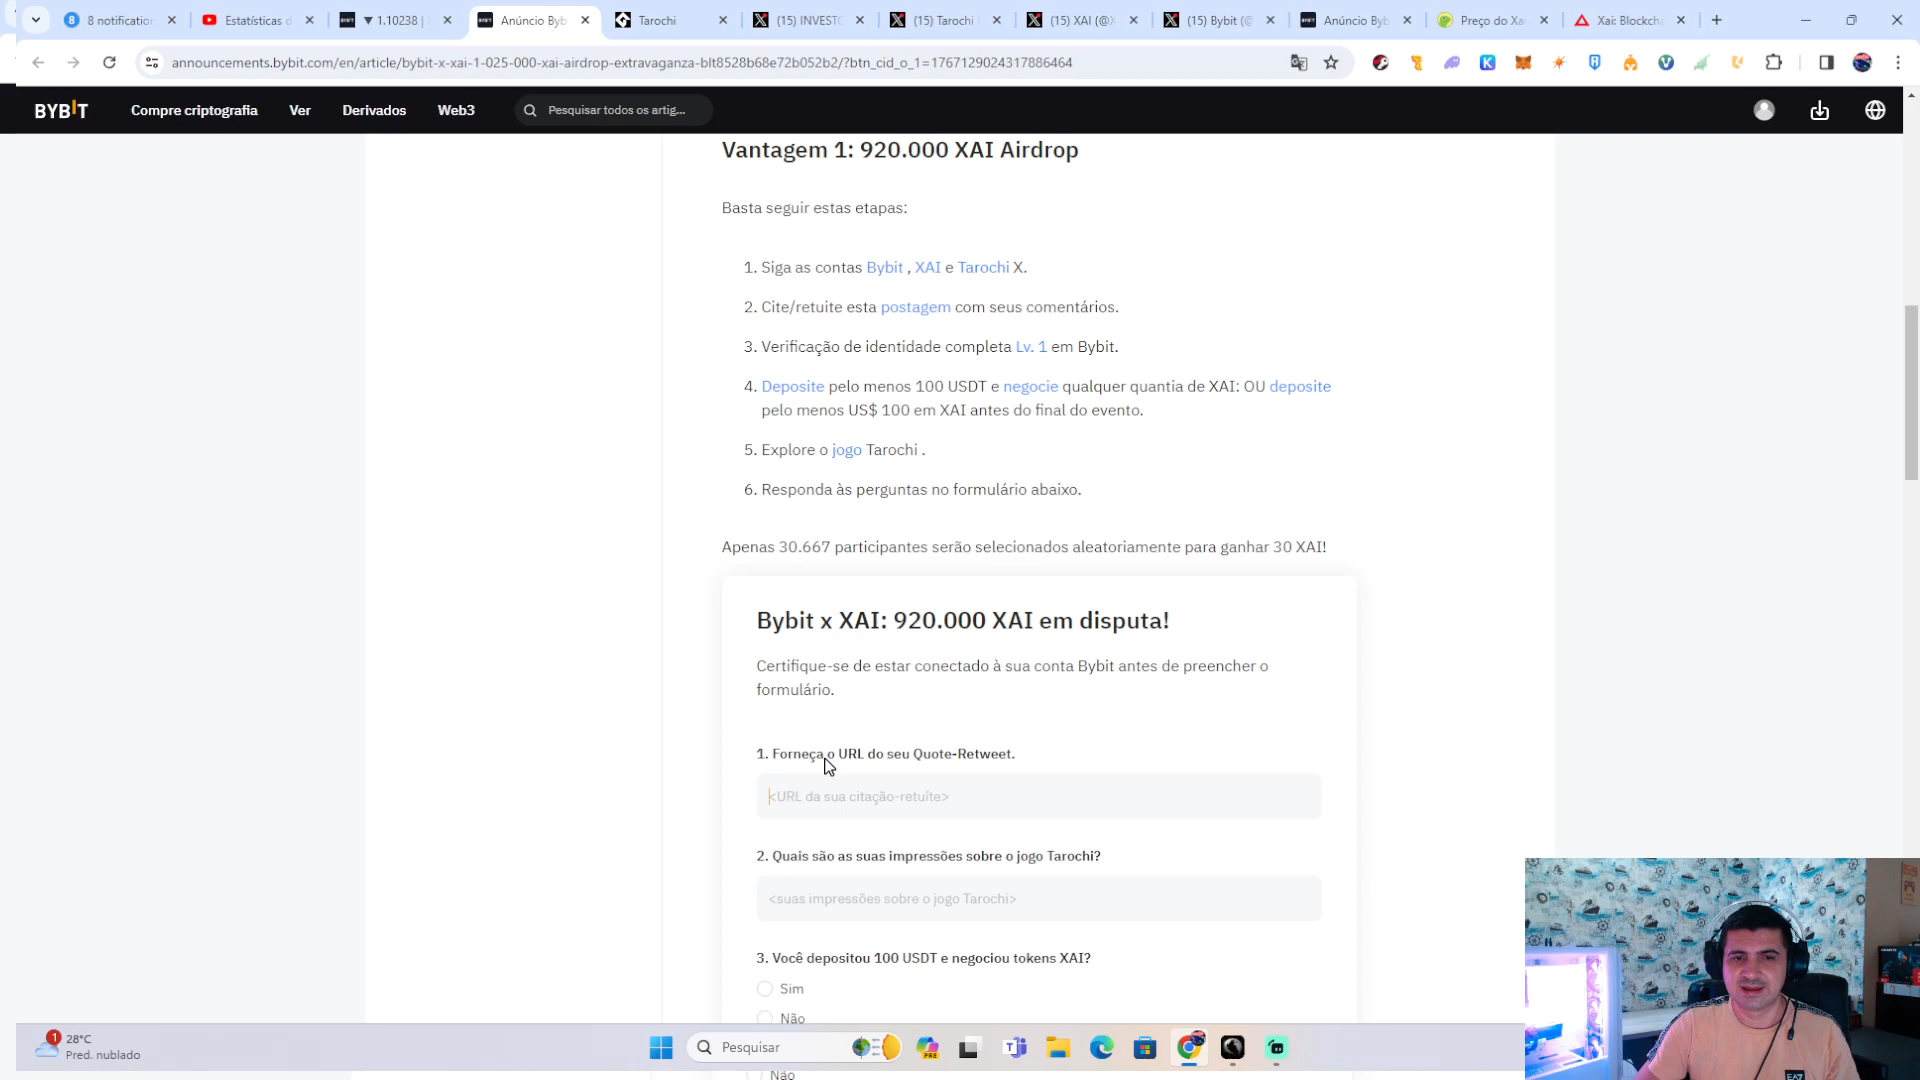 8 notification
Estatísticas d
▼ 1.10238 |
Anúncio Byb
Tarochi
(15) INVESTO
(15) Tarochi
(15) XAI (@X
(15) Bybit (@
Anúncio Byb
Preço do Xa
Xai: Blockcha
announcements.bybit.com/en/article/bybit-x-xai-1-025-000-xai-airdrop-extravaganza-blt8528b68e72b052b2/?btn_cid_o_1=1767129024317886464
BYBIT
Compre criptografia
Ver
Derivados
Web3
Pesquisar todos os artig...
Vantagem 1: 920.000 XAI Airdrop
Basta seguir estas etapas:
1. Siga as contas Bybit , XAI e Tarochi X.
2. Cite/retuite esta postagem com seus comentários.
3. Verificação de identidade completa Lv. 1 em Bybit.
4. Deposite pelo menos 100 USDT e negocie qualquer quantia de XAI: OU deposite
pelo menos US$ 100 em XAI antes do final do evento.
5. Explore o jogo Tarochi .
6. Responda às perguntas no formulário abaixo.
Apenas 30.667 participantes serão selecionados aleatoriamente para ganhar 30 XAI!
Bybit x XAI: 920.000 XAI em disputa!
Certifique-se de estar conectado à sua conta Bybit antes de preencher o
formulário.
1. Forneça o URL do seu Quote-Retweet.
<URL da sua citação-retuíte>
2. Quais são as suas impressões sobre o jogo Tarochi?
<suas impressões sobre o jogo Tarochi>
3. Você depositou 100 USDT e negociou tokens XAI?
Sim
Não
1
28°C
Pred. nublado
Pesquisar
PRE
Não
EA7